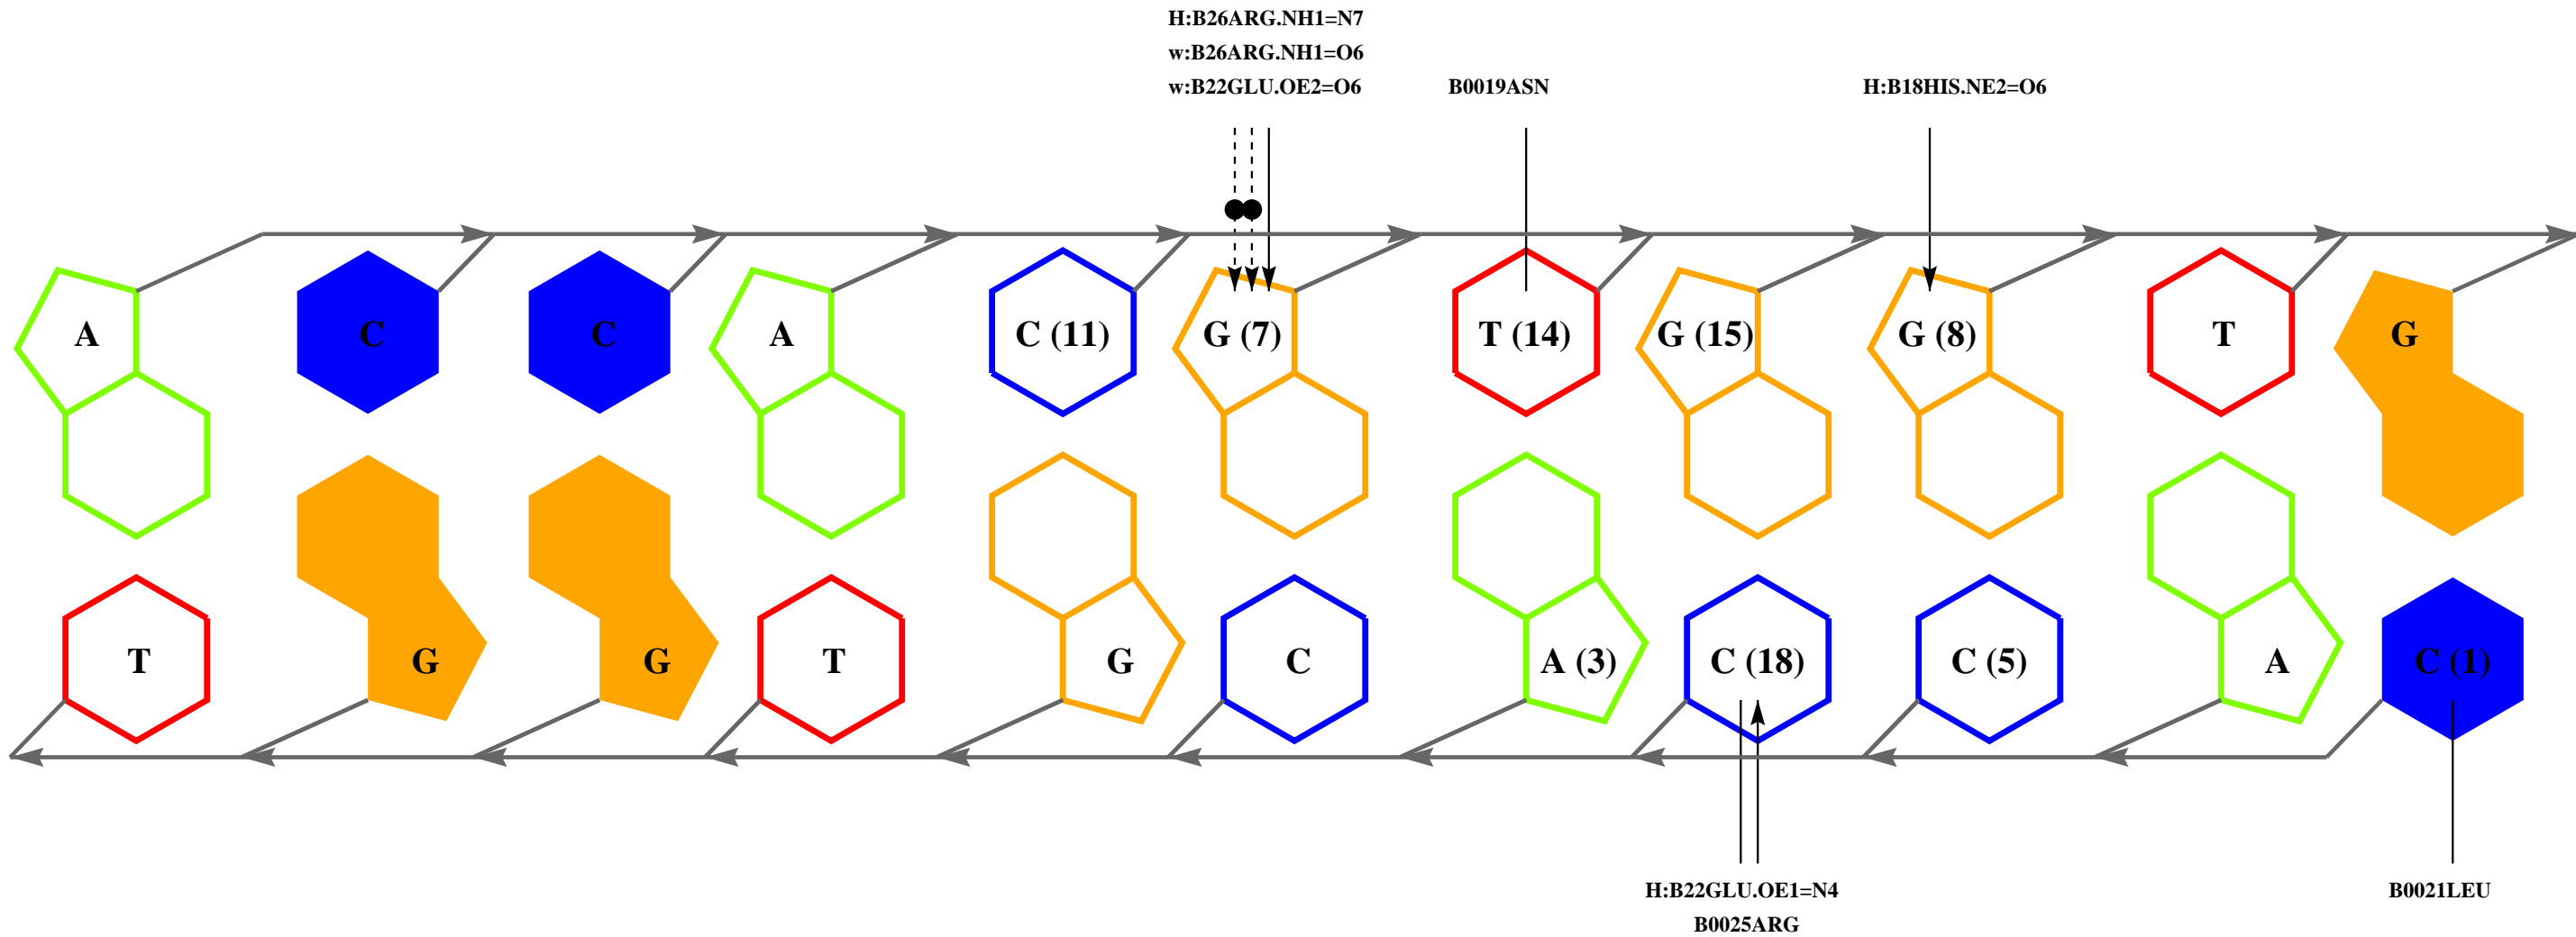 H:B26ARG.NH1=N7
w:B26ARG.NH1=O6
w:B22GLU.OE2=O6 B0019ASN H:B18HIS.NE2=O6
A C C A C (11) G (7) T (14) G (15) G (8) T G
T G G T G C A (3) C (18) C (5) A C (1)
H:B22GLU.OE1=N4 B0021LEU
B0025ARG